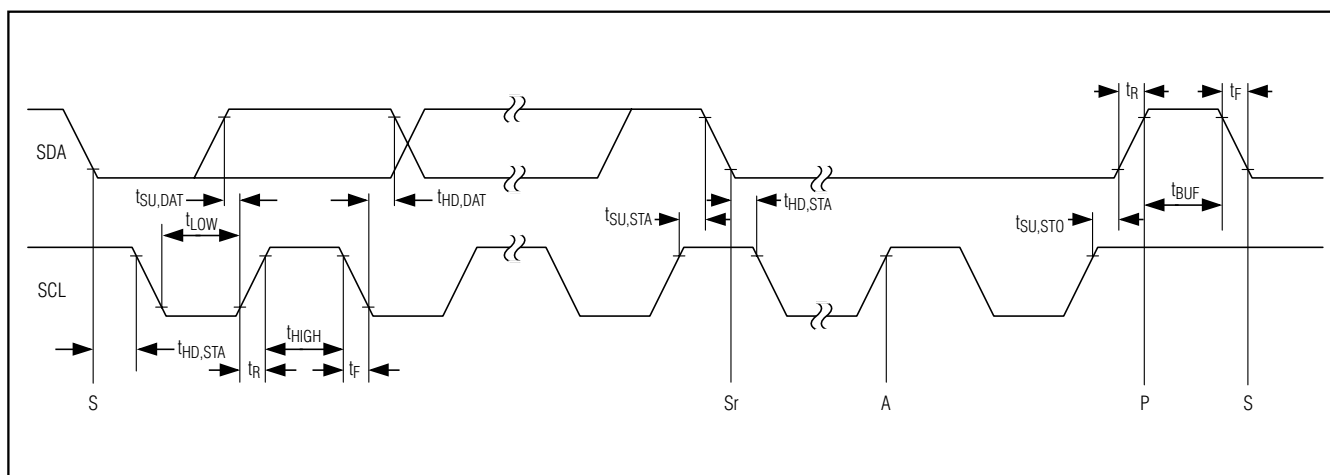 tR
tF
SDA
tSU,DAT
tHD,DAT
tLOW
tSU,STA
tHD,STA
tBUF
tSU,STO
SCL
tHIGH
tHD,STA
tR
tF
S
Sr
A
P
S